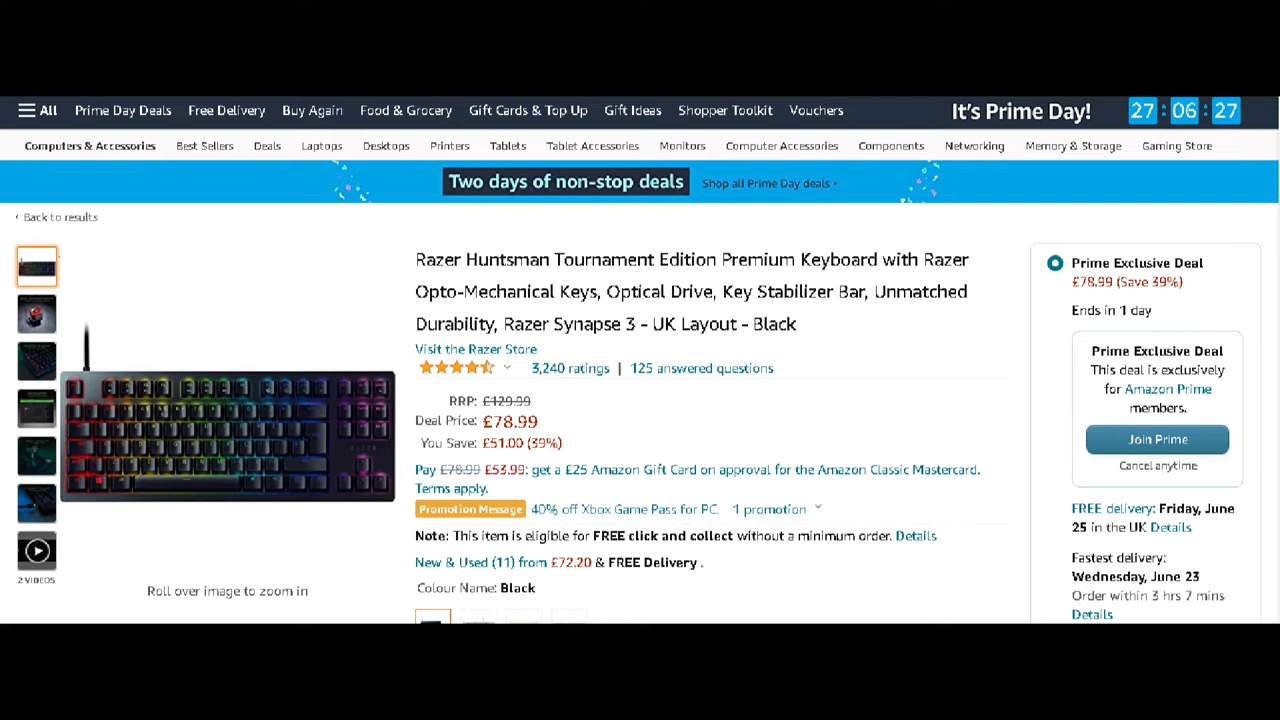 All Prime Day Deals Free Delivery Buy Again Food & Grocery Gift Cards & Top Up Gift Ideas Shopper Toolkit Vouchers It's Prime Day! 27 : 06 : 27
Computers & Accessories Best Sellers Deals Laptops Desktops Printers Tablets Tablet Accessories Monitors Computer Accessories Components Networking Memory & Storage Gaming Store
Two days of non-stop deals Shop all Prime Day deals ›
‹ Back to results
Razer Huntsman Tournament Edition Premium Keyboard with Razer
Opto-Mechanical Keys, Optical Drive, Key Stabilizer Bar, Unmatched
Durability, Razer Synapse 3 - UK Layout - Black
Visit the Razer Store
3,240 ratings | 125 answered questions
RRP: £129.99
Deal Price: £78.99
You Save: £51.00 (39%)
Pay £78.99 £53.99: get a £25 Amazon Gift Card on approval for the Amazon Classic Mastercard.
Terms apply.
Promotion Message 40% off Xbox Game Pass for PC. 1 promotion
Note: This item is eligible for FREE click and collect without a minimum order. Details
New & Used (11) from £72.20 & FREE Delivery .
Colour Name: Black
2 VIDEOS
Roll over image to zoom in
Prime Exclusive Deal
£78.99 (Save 39%)
Ends in 1 day
Prime Exclusive Deal
This deal is exclusively
for Amazon Prime
members.
Join Prime
Cancel anytime
FREE delivery: Friday, June
25 in the UK Details
Fastest delivery:
Wednesday, June 23
Order within 3 hrs 7 mins
Details